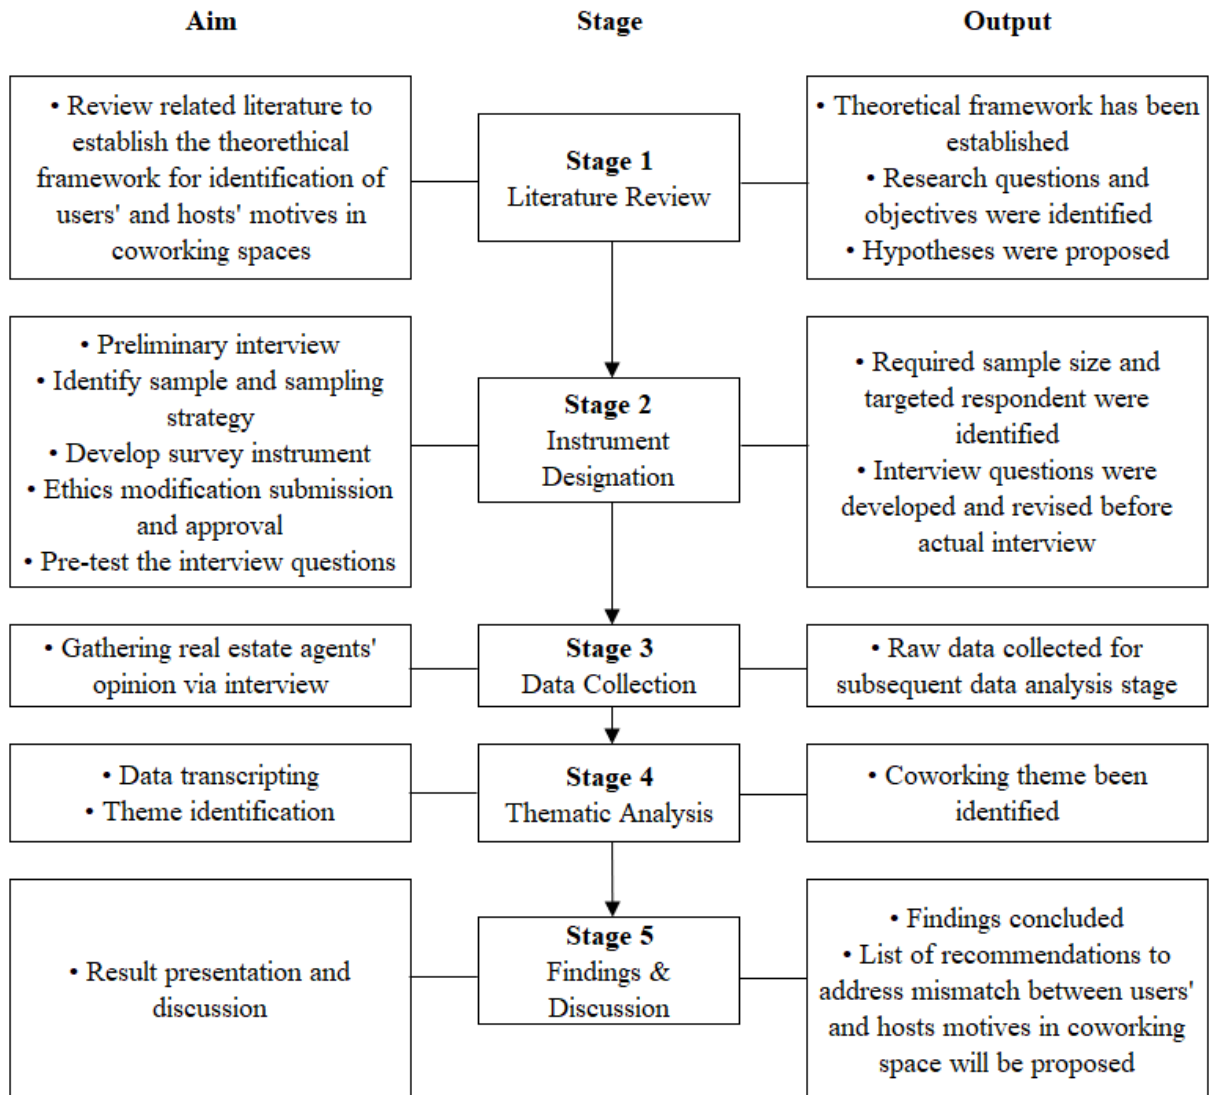 Aim
Stage
Output
• Review related literature to
establish the theorethical
framework for identification of
users' and hosts' motives in
coworking spaces
Stage 1
Literature Review
• Theoretical framework has been
established
• Research questions and
objectives were identified
• Hypotheses were proposed
• Preliminary interview
• Identify sample and sampling
strategy
• Develop survey instrument
• Ethics modification submission
and approval
• Pre-test the interview questions
Stage 2
Instrument
Designation
• Required sample size and
targeted respondent were
identified
• Interview questions were
developed and revised before
actual interview
• Gathering real estate agents'
opinion via interview
Stage 3
Data Collection
• Raw data collected for
subsequent data analysis stage
• Data transcripting
• Theme identification
Stage 4
Thematic Analysis
• Coworking theme been
identified
• Result presentation and
discussion
Stage 5
Findings &
Discussion
• Findings concluded
• List of recommendations to
address mismatch between users'
and hosts motives in coworking
space will be proposed